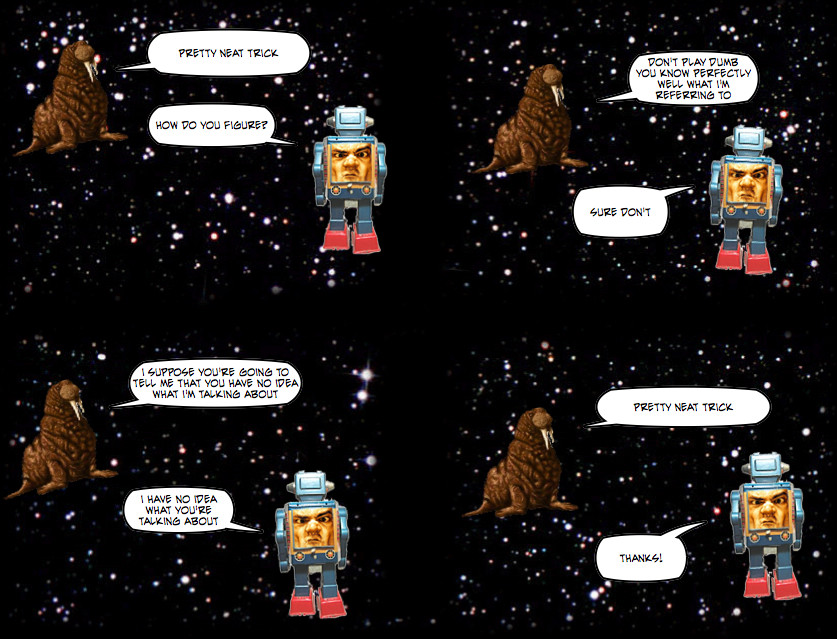 PRETTY NEAT TRICK
HOW DO YOU FIGURE?
DON'T PLAY DUMB
YOU KNOW PERFECTLY
WELL WHAT I'M
REFERRING TO
SURE DON'T
I SUPPOSE YOU'RE GOING TO
TELL ME THAT YOU HAVE NO IDEA
WHAT I'M TALKING ABOUT
I HAVE NO IDEA
WHAT YOU'RE
TALKING ABOUT
PRETTY NEAT TRICK
THANKS!